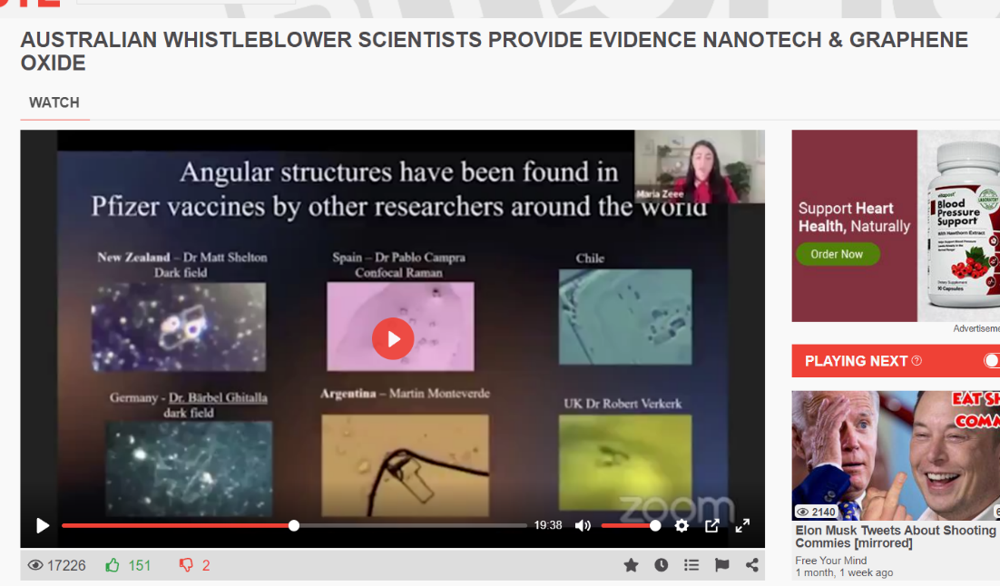 AUSTRALIAN WHISTLEBLOWER SCIENTISTS PROVIDE EVIDENCE NANOTECH & GRAPHENE
OXIDE
WATCH
Angular structures have been found in
Pfizer vaccines by other researchers around the world
Maria Zeee
New Zealand – Dr Matt Shelton
Dark field
Spain – Dr Pablo Campra
Confocal Raman
Chile
Germany - Dr. Bärbel Ghitalla
dark field
Argentina – Martin Monteverde
UK Dr Robert Verkerk
zoom
19:38
17226
151
2
Support Heart
Health, Naturally
Order Now
vitapost
Blood
Pressure
Support
With Hawthorn Extract
Dietary Supplement
90 Capsules
Advertiseme
PLAYING NEXT
EAT SH
COMM
2140
Elon Musk Tweets About Shooting
Commies [mirrored]
Free Your Mind
1 month, 1 week ago